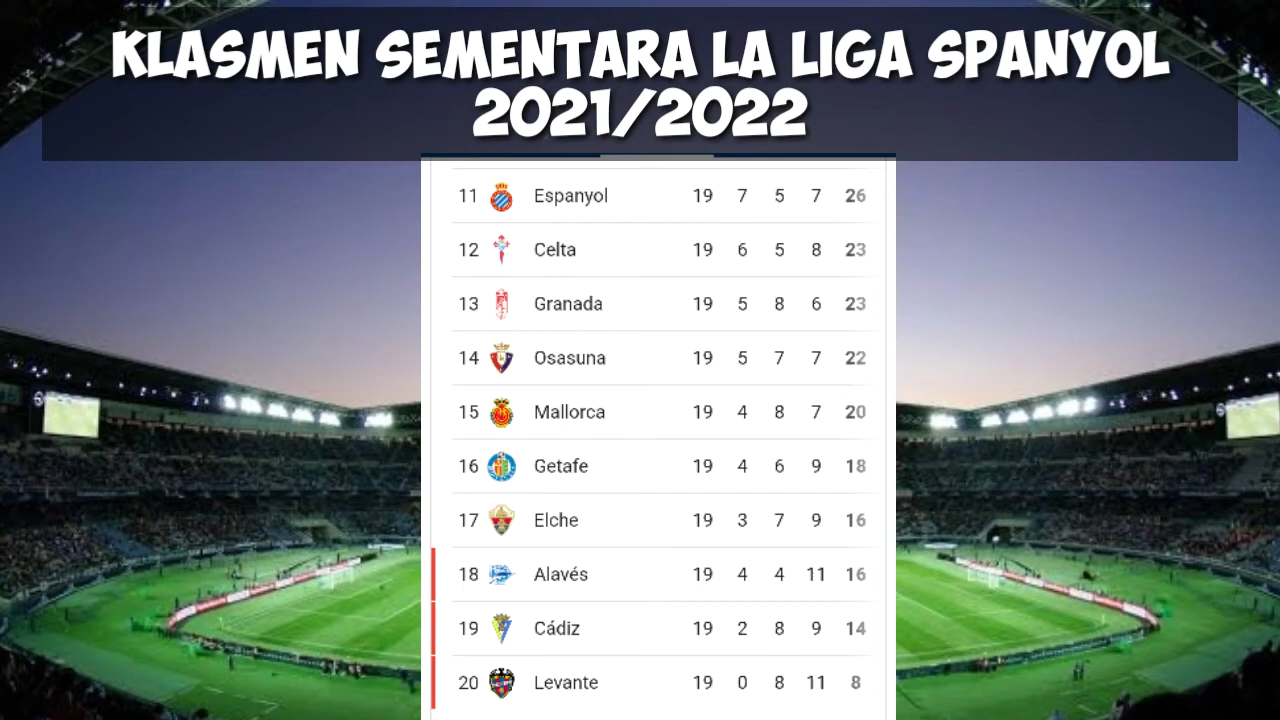 KLASMEN SEMENTARA LA LIGA SPANYOL
2021/2022
11 Espanyol 19 7 5 7 26
12 Celta 19 6 5 8 23
13 Granada 19 5 8 6 23
14 Osasuna 19 5 7 7 22
15 Mallorca 19 4 8 7 20
16 Getafe 19 4 6 9 18
17 Elche 19 3 7 9 16
18 Alavés 19 4 4 11 16
19 Cádiz 19 2 8 9 14
20 Levante 19 0 8 11 8